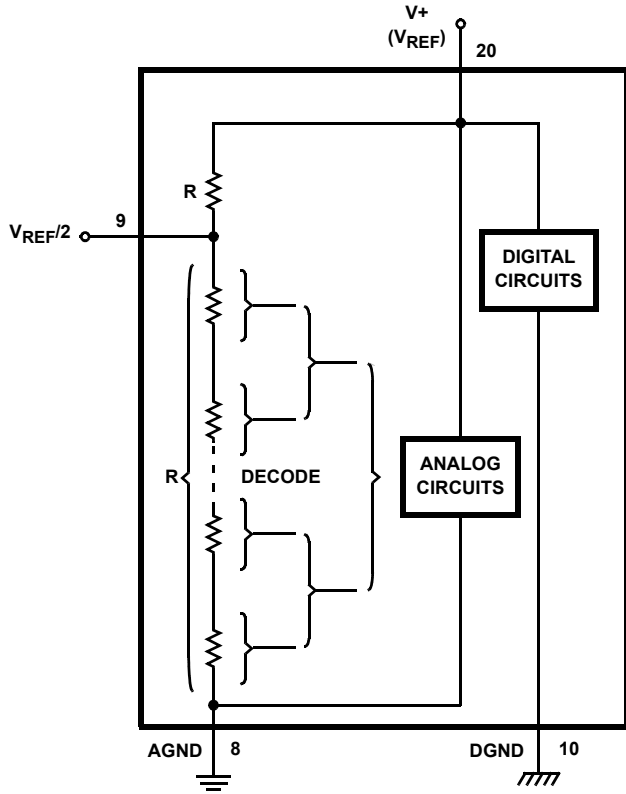 V+
(VREF)
20
R
9
VREF/2
DIGITAL
CIRCUITS
R
DECODE
ANALOG
CIRCUITS
AGND
8
DGND
10